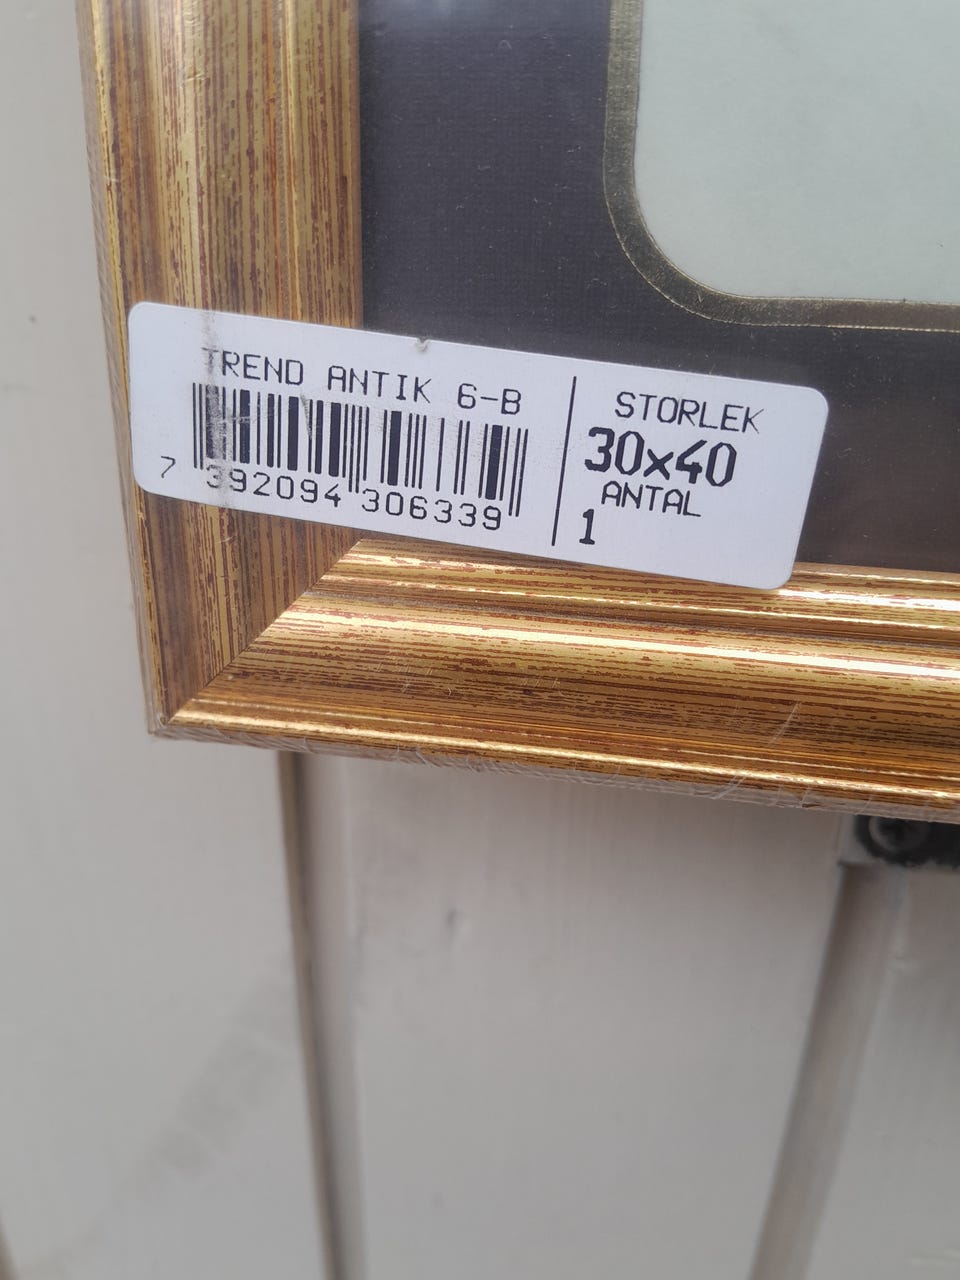 TREND ANTIK 6-B
7 392094 306339
STORLEK
30x40
ANTAL
1